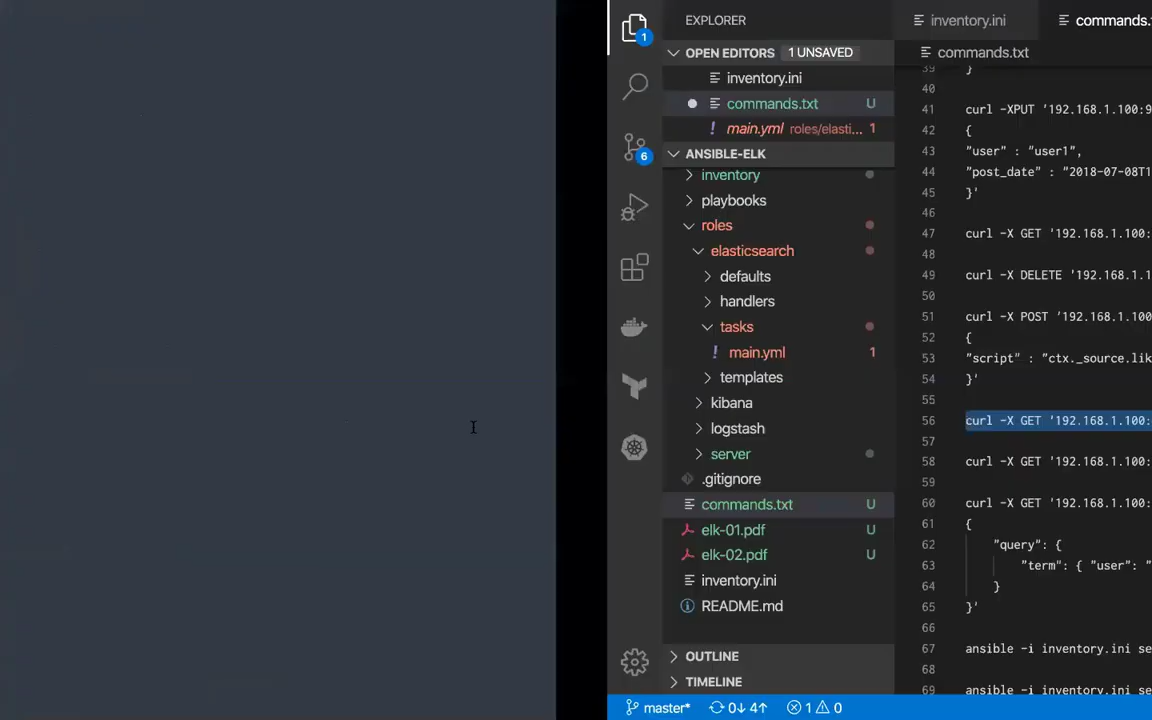 EXPLORER
OPEN EDITORS 1 UNSAVED
inventory.ini
commands.txt U
! main.yml roles/elasti... 1
ANSIBLE-ELK
inventory
playbooks
roles
elasticsearch
defaults
handlers
tasks
! main.yml 1
templates
kibana
logstash
server
.gitignore
commands.txt U
elk-01.pdf U
elk-02.pdf U
inventory.ini
README.md
OUTLINE
TIMELINE
1
6
inventory.ini
commands.
commands.txt
39 }
40
41 curl -XPUT '192.168.1.100:9
42 {
43 "user" : "user1",
44 "post_date" : "2018-07-08T1
45 }'
46
47 curl -X GET '192.168.1.100:
48
49 curl -X DELETE '192.168.1.1
50
51 curl -X POST '192.168.1.100
52 {
53 "script" : "ctx._source.lik
54 }'
55
56 curl -X GET '192.168.1.100:
57
58 curl -X GET '192.168.1.100:
59
60 curl -X GET '192.168.1.100:
61 {
62 "query": {
63 "term": { "user": "
64 }
65 }'
66
67 ansible -i inventory.ini se
68
69 ansible -i inventory.ini se
master* 0↓ 4↑ 1 0